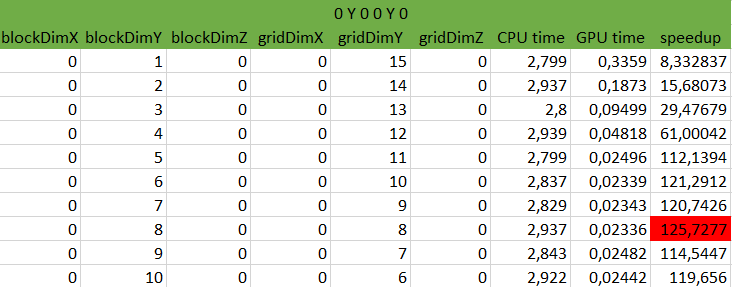 0 Y 0 0 Y 0
blockDimX blockDimY blockDimZ gridDimX gridDimY gridDimZ CPU time GPU time speedup
0 1 0 0 15 0 2,799 0,3359 8,332837
0 2 0 0 14 0 2,937 0,1873 15,68073
0 3 0 0 13 0 2,8 0,09499 29,47679
0 4 0 0 12 0 2,939 0,04818 61,00042
0 5 0 0 11 0 2,799 0,02496 112,1394
0 6 0 0 10 0 2,837 0,02339 121,2912
0 7 0 0 9 0 2,829 0,02343 120,7426
0 8 0 0 8 0 2,937 0,02336 125,7277
0 9 0 0 7 0 2,843 0,02482 114,5447
0 10 0 0 6 0 2,922 0,02442 119,656